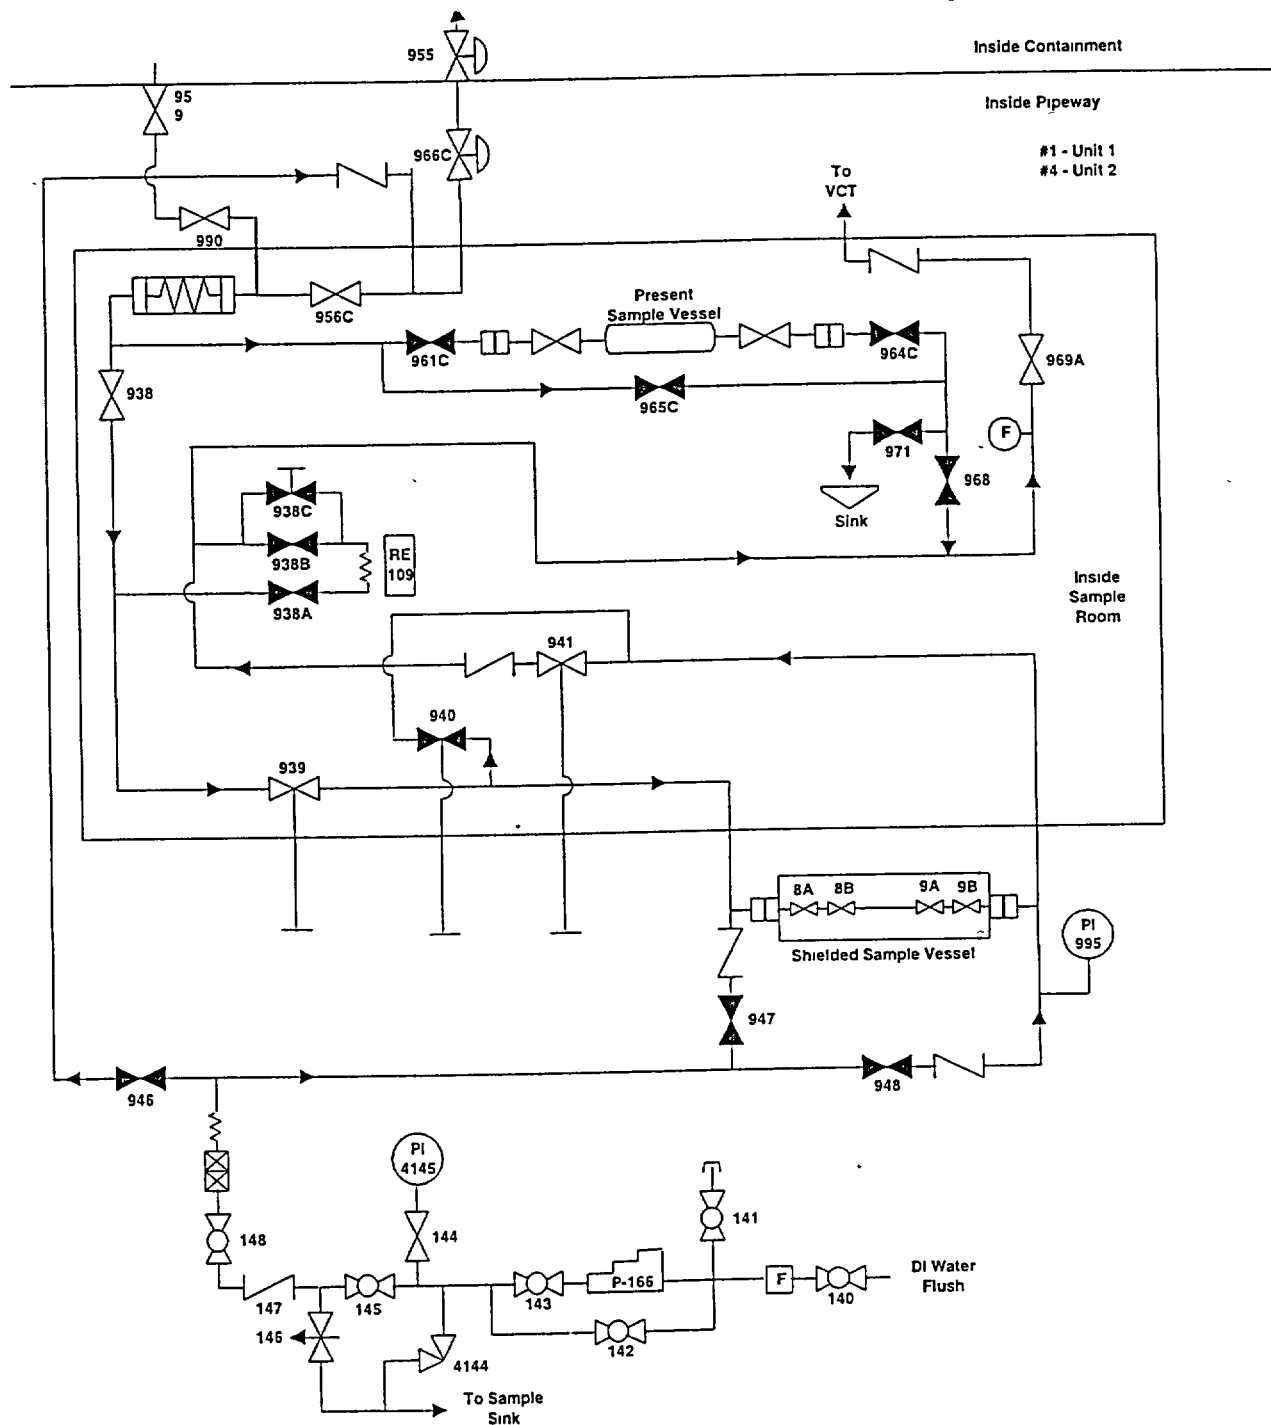 955
Inside Containment
95
9
Inside Pipeway
966C
#1 - Unit 1
#4 - Unit 2
To
VCT
990
956C
Present
Sample Vessel
961C
964C
969A
938
965C
971
F
968
938C
Sink
938B
RE
109
938A
Inside
Sample
Room
941
940
939
8A
8B
9A
9B
PI
995
Shielded Sample Vessel
947
946
948
PI
4145
148
144
141
DI Water
Flush
P-166
F
147
145
143
140
146
142
4144
To Sample
Sink